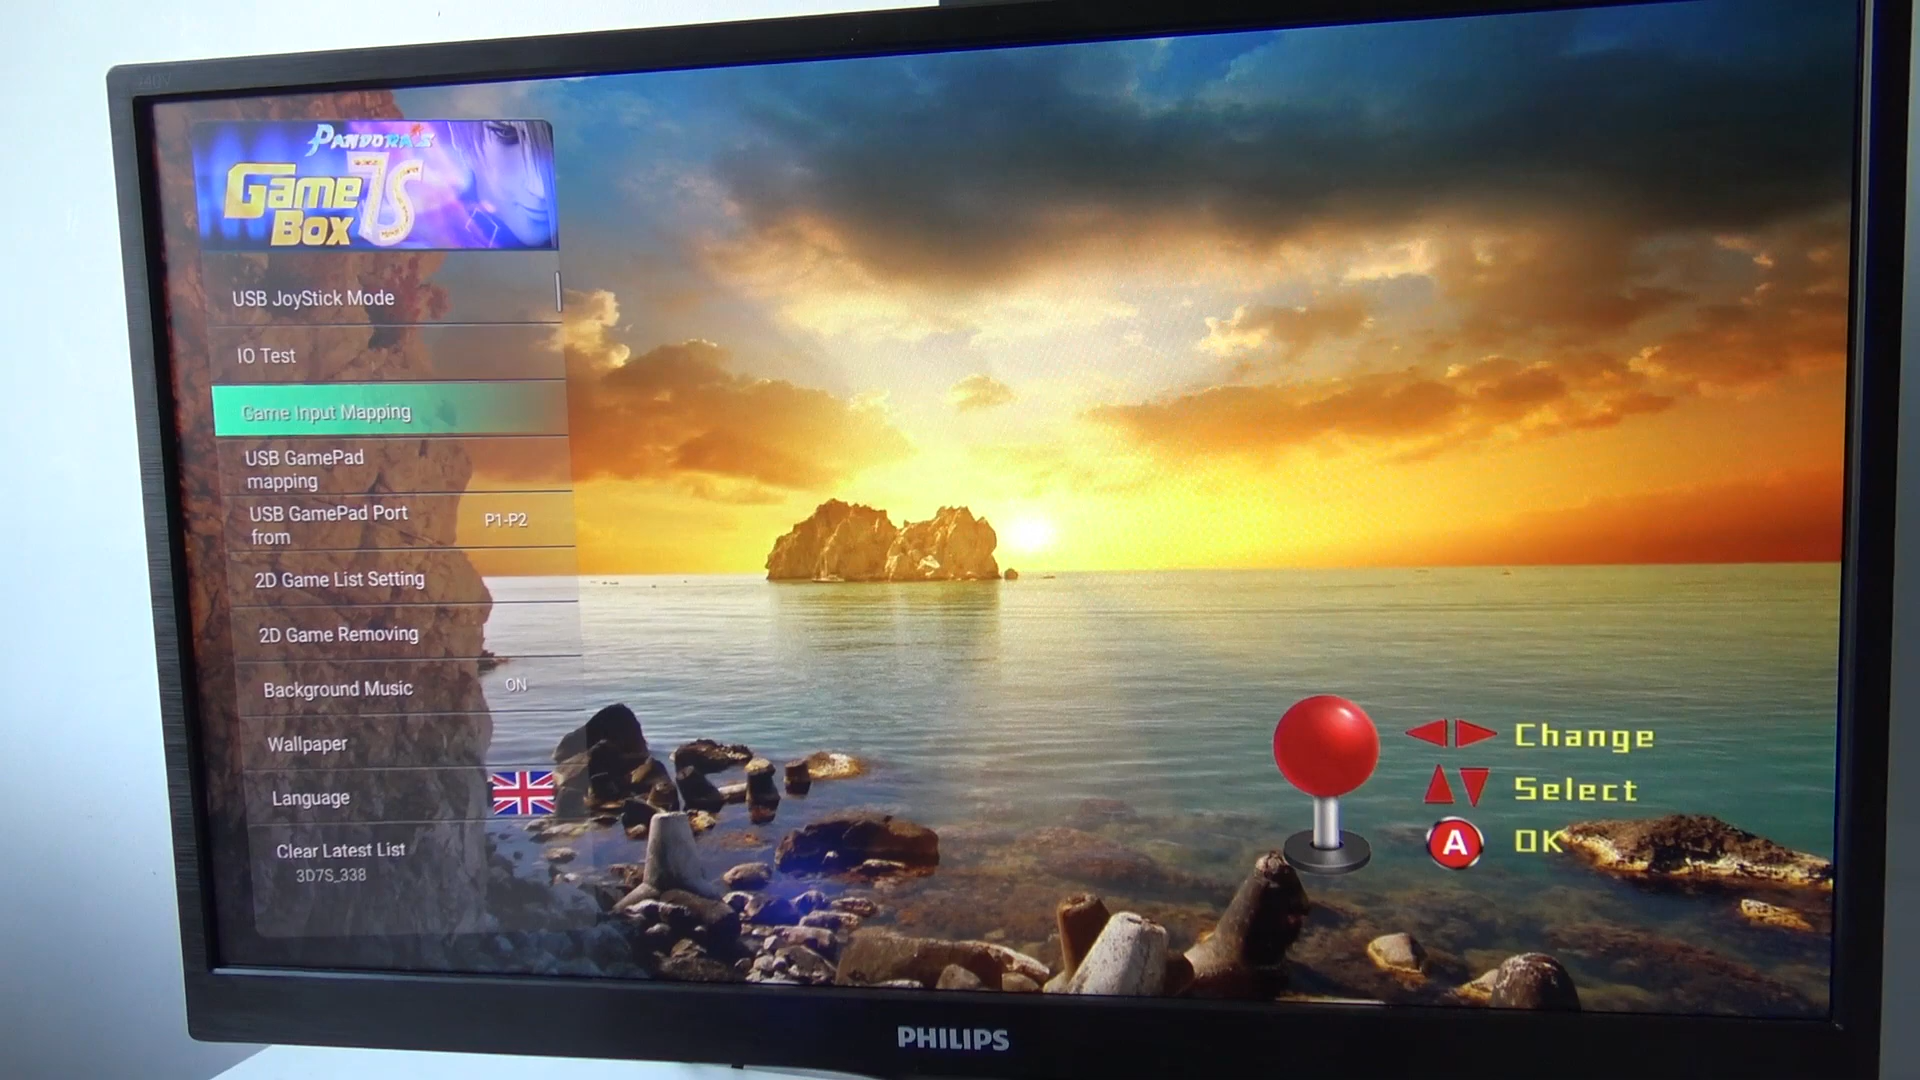 PANDORA'S
GAME 7S
BOX
USB JoyStick Mode
IO Test
Game Input Mapping
USB GamePad
mapping
USB GamePad Port
from
P1-P2
2D Game List Setting
2D Game Removing
Background Music
ON
Wallpaper
Language
Clear Latest List
3D7S_338
Change
Select
A OK
PHILIPS